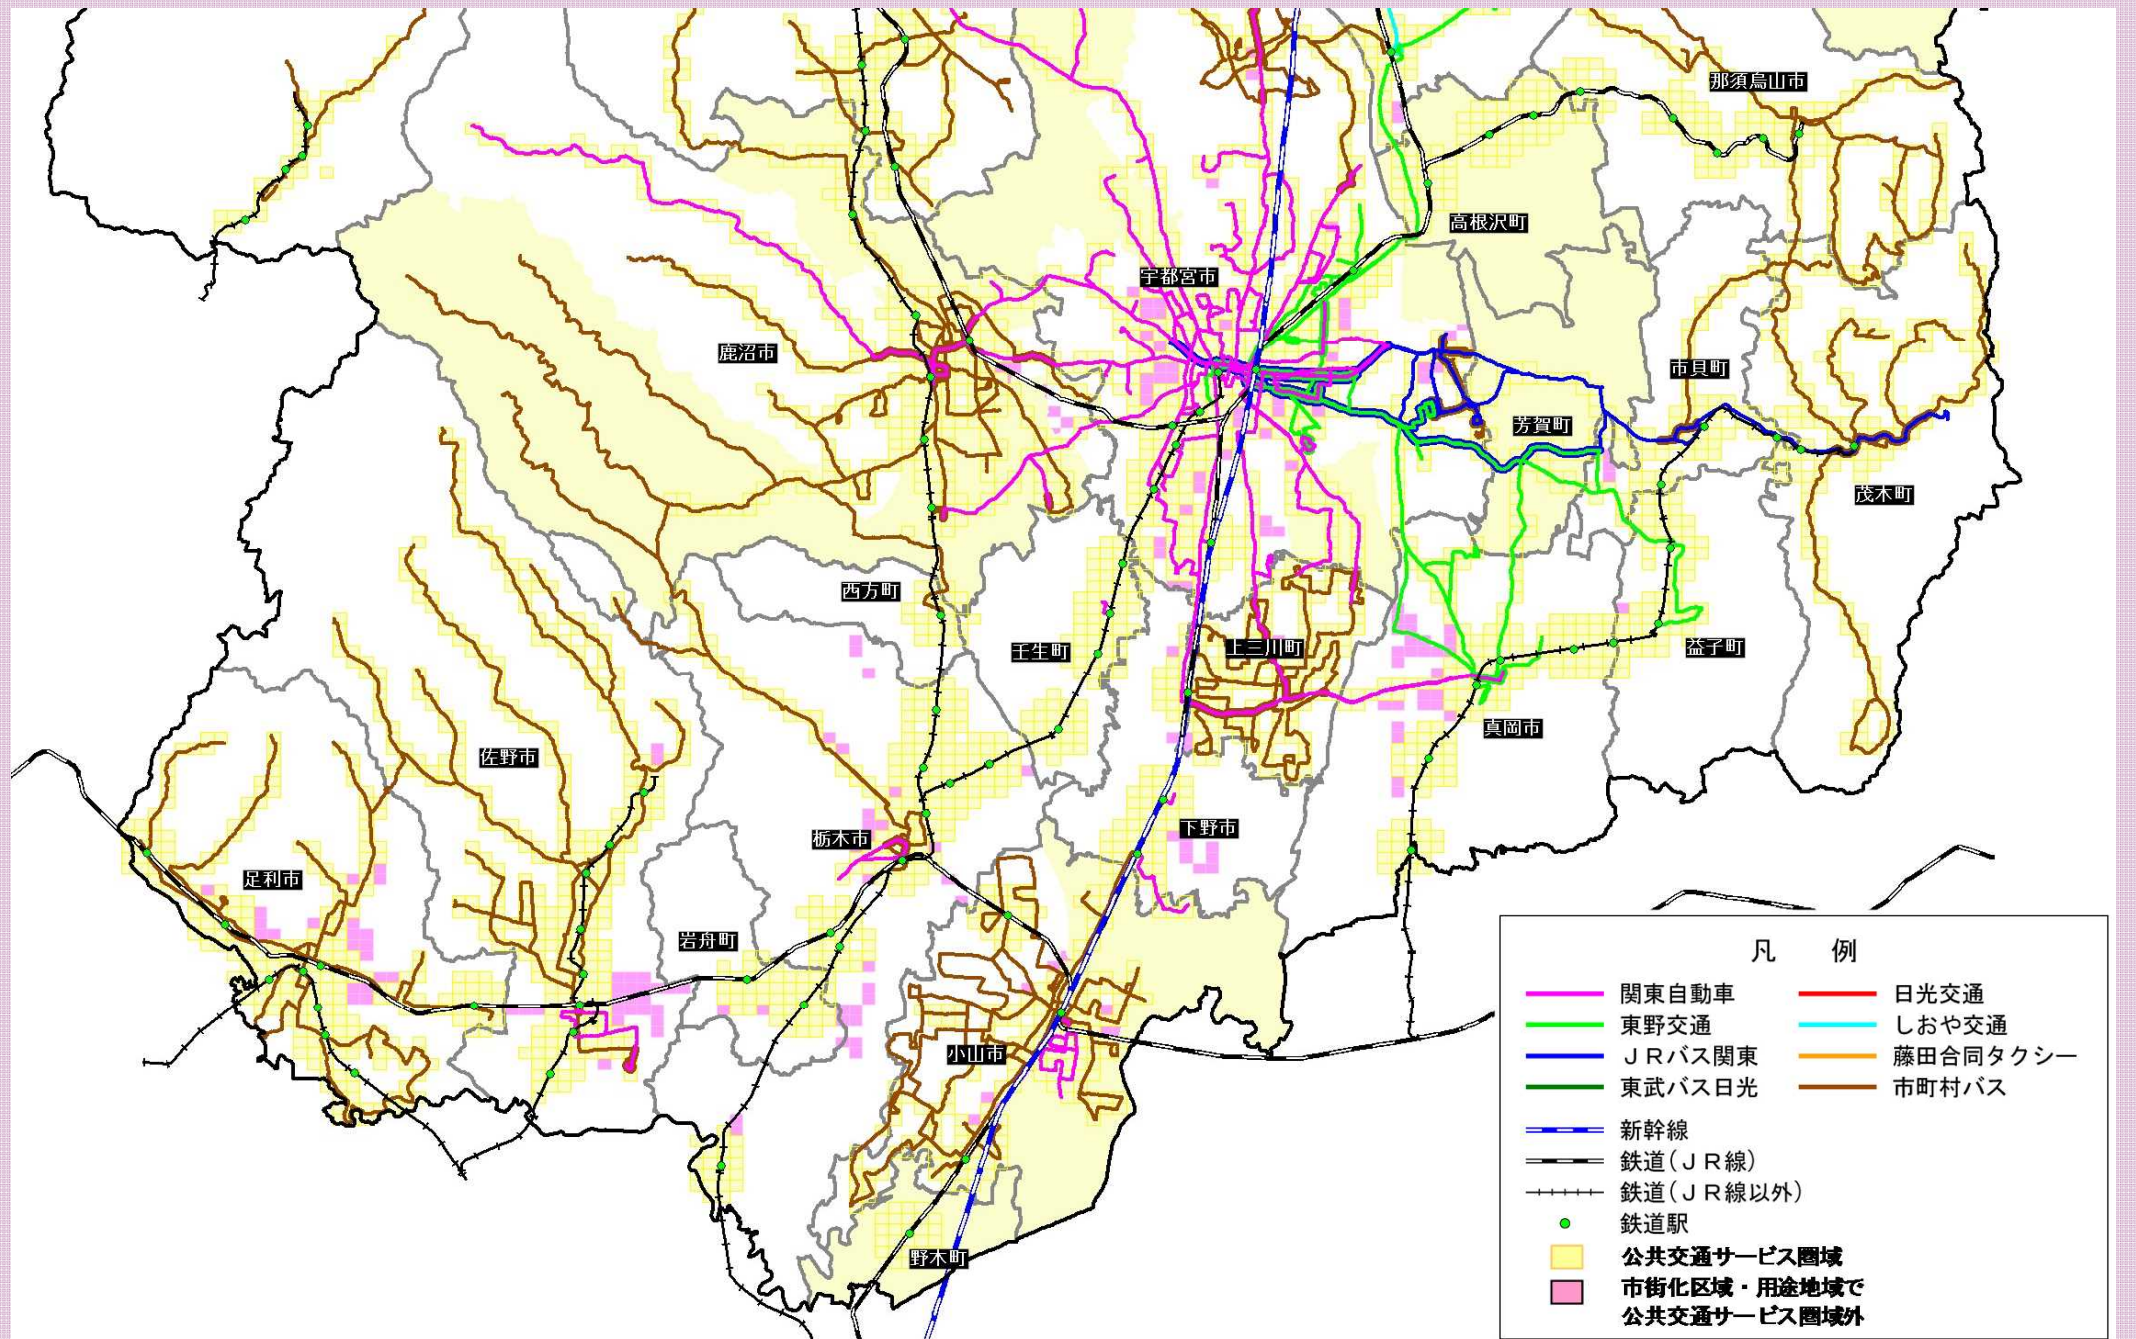 那須烏山市
高根沢町
宇都宮市
鹿沼市
市貝町
芳賀町
茂木町
西方町
壬生町
上三川町
益子町
真岡市
佐野市
栃木市
下野市
足利市
岩舟町
小山市
野木町
凡　例
関東自動車
日光交通
東野交通
しおや交通
JRバス関東
藤田合同タクシー
東武バス日光
市町村バス
新幹線
鉄道(JR線)
鉄道(JR線以外)
鉄道駅
公共交通サービス圏域
市街化区域・用途地域で
公共交通サービス圏域外